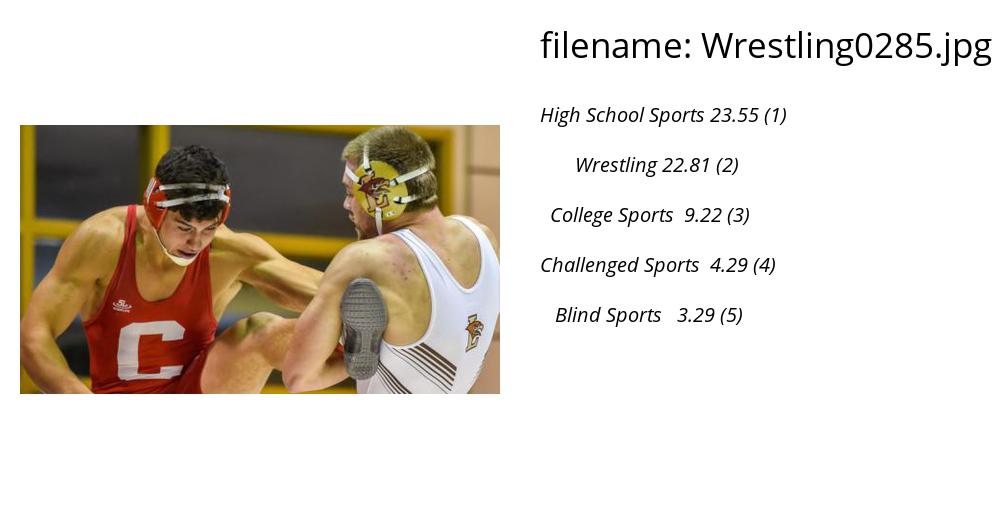 filename: Wrestling0285.jpg
High School Sports 23.55 (1)
Wrestling 22.81 (2)
College Sports 9.22 (3)
Challenged Sports 4.29 (4)
Blind Sports 3.29 (5)
C
L